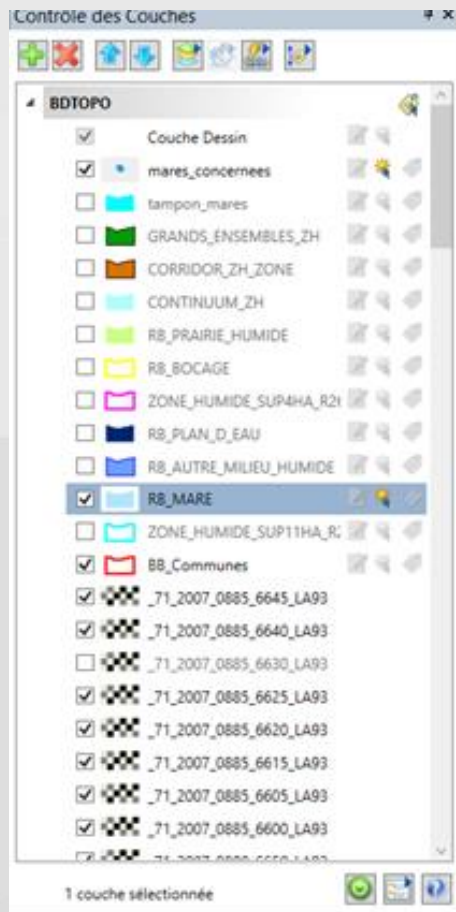 Contrôle des Couches
BDTOPO
Couche Dessin
mares_concernees
tampon_mares
GRANDS_ENSEMBLES_ZH
CORRIDOR_ZH_ZONE
CONTINUUM_ZH
RB_PRAIRIE_HUMIDE
RB_BOCAGE
ZONE_HUMIDE_SUP4HA_R2
RB_PLAN_D_EAU
RB_AUTRE_MILIEU_HUMIDE
RB_MARE
ZONE_HUMIDE_SUP11HA_R
BB_Communes
_71_2007_0885_6645_LA93
_71_2007_0885_6640_LA93
_71_2007_0885_6630_LA93
_71_2007_0885_6625_LA93
_71_2007_0885_6620_LA93
_71_2007_0885_6615_LA93
_71_2007_0885_6605_LA93
_71_2007_0885_6600_LA93
1 couche sélectionnée